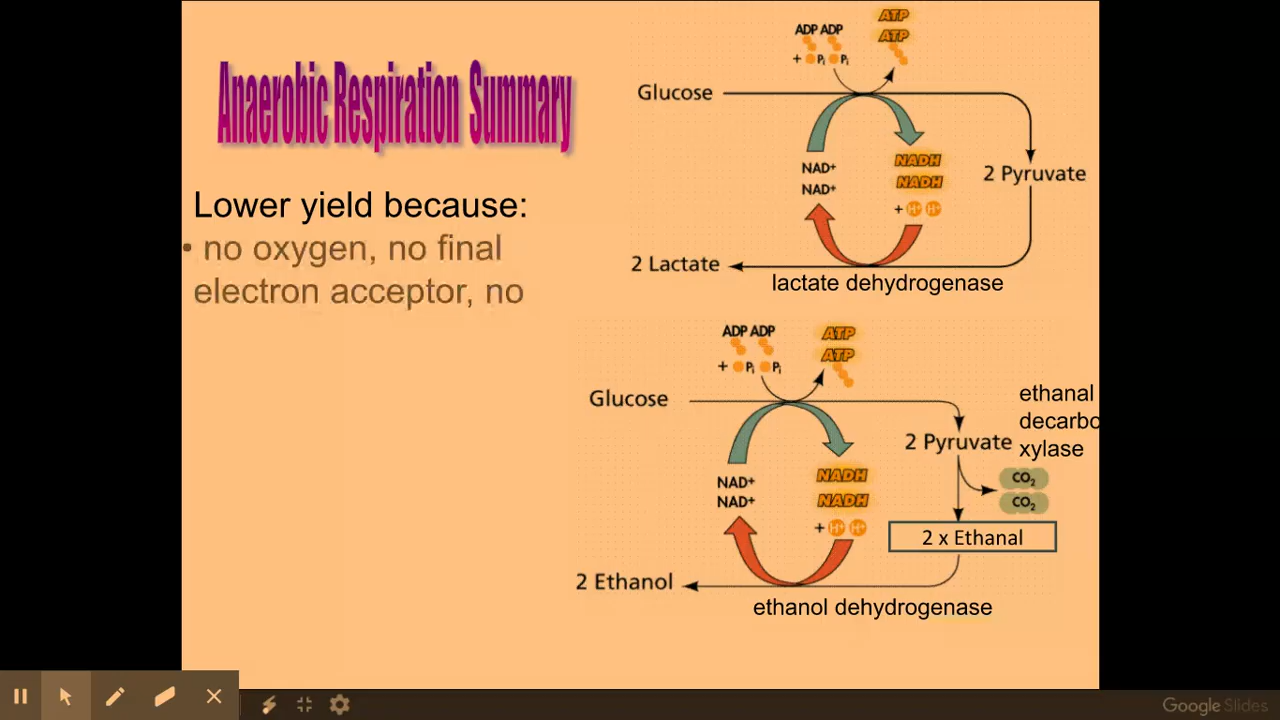 Anaerobic Respiration Summary
Lower yield because:
• no oxygen, no final
electron acceptor, no
ADP ADP
+ Pi Pi
ATP
ATP
Glucose
NAD+
NAD+
NADH
NADH
+ H+ H+
2 Pyruvate
2 Lactate
lactate dehydrogenase
ADP ADP
+ Pi Pi
ATP
ATP
Glucose
ethanal
decarbo
xylase
2 Pyruvate
CO₂
CO₂
NAD+
NAD+
NADH
NADH
+ H+ H+
2 x Ethanal
2 Ethanol
ethanol dehydrogenase
Google Slides